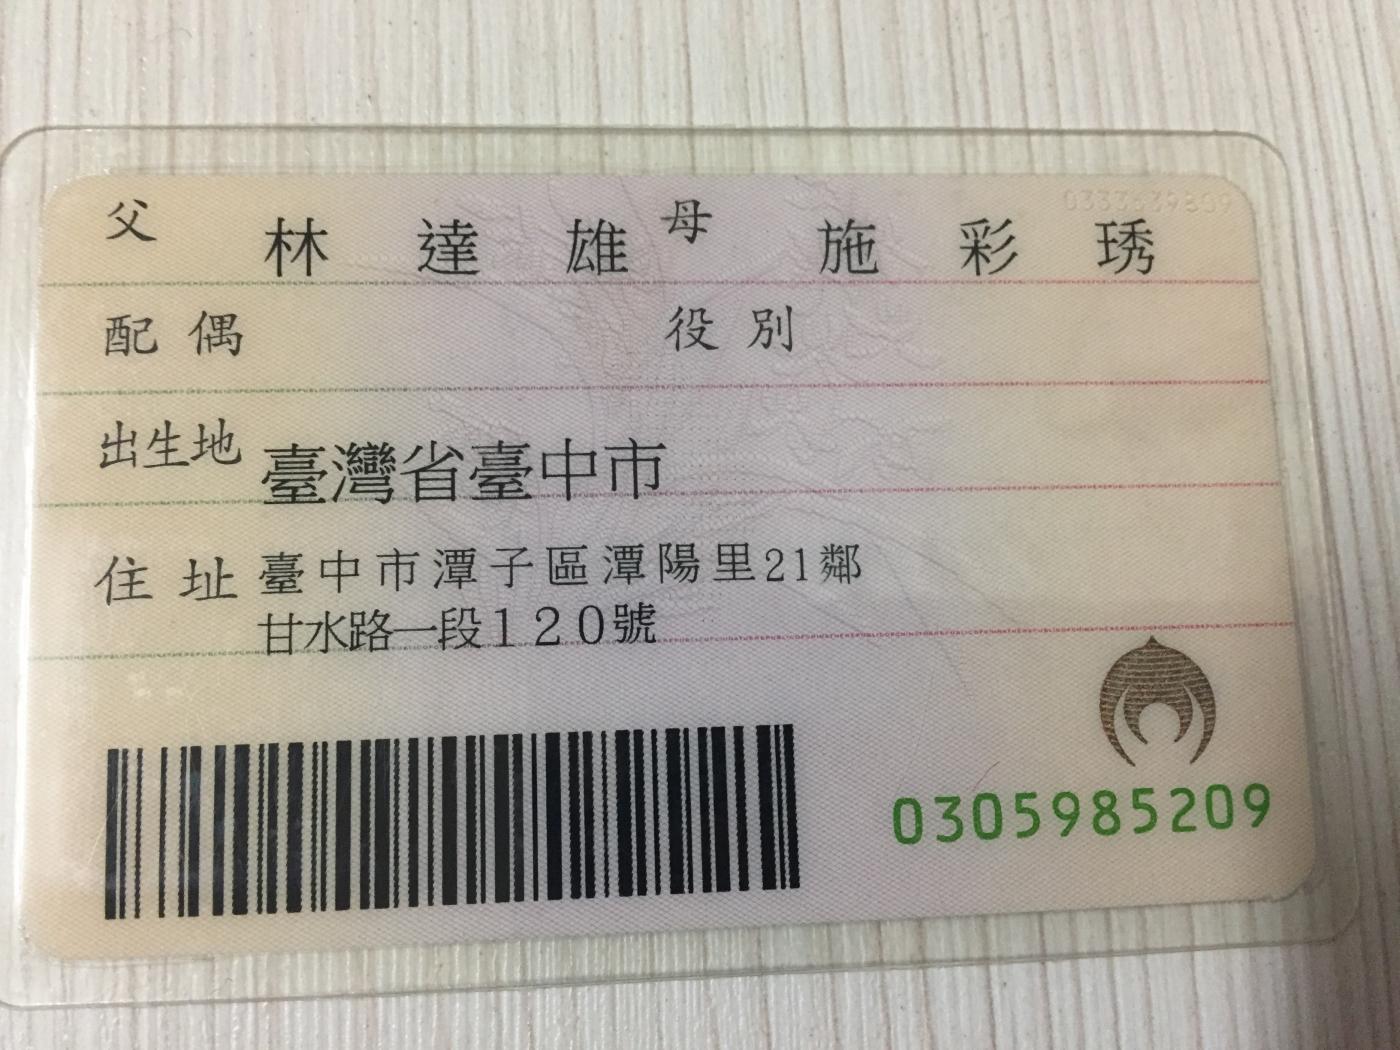 父 林達雄 母 施彩琇
配偶 役別
出生地 臺灣省臺中市
住址 臺中市潭子區潭陽里21鄰
甘水路一段120號
0305985209